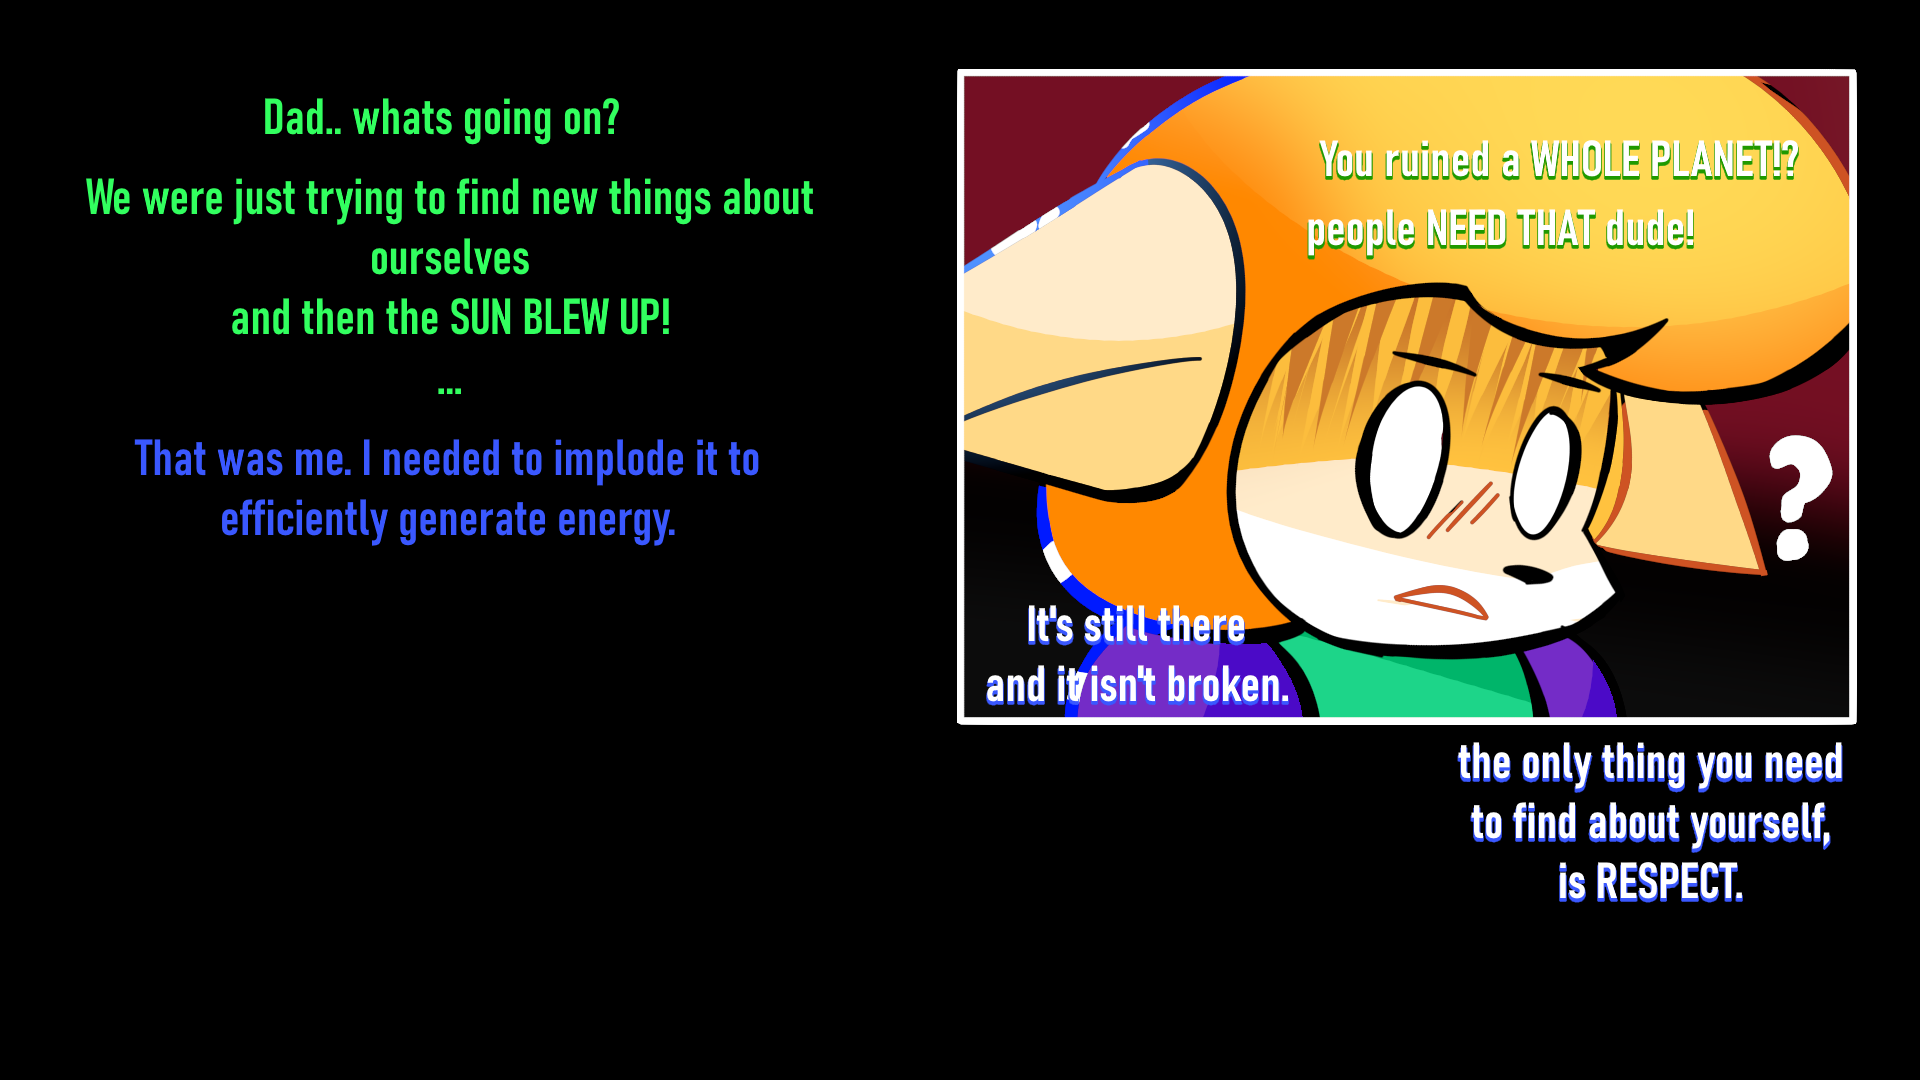 Dad.. whats going on?
We were just trying to find new things about
ourselves
and then the SUN BLEW UP!
...
That was me. I needed to implode it to
efficiently generate energy.
You ruined a WHOLE PLANET!?
people NEED THAT dude!
?
It's still there
and it isn't broken.
the only thing you need
to find about yourself,
is RESPECT.